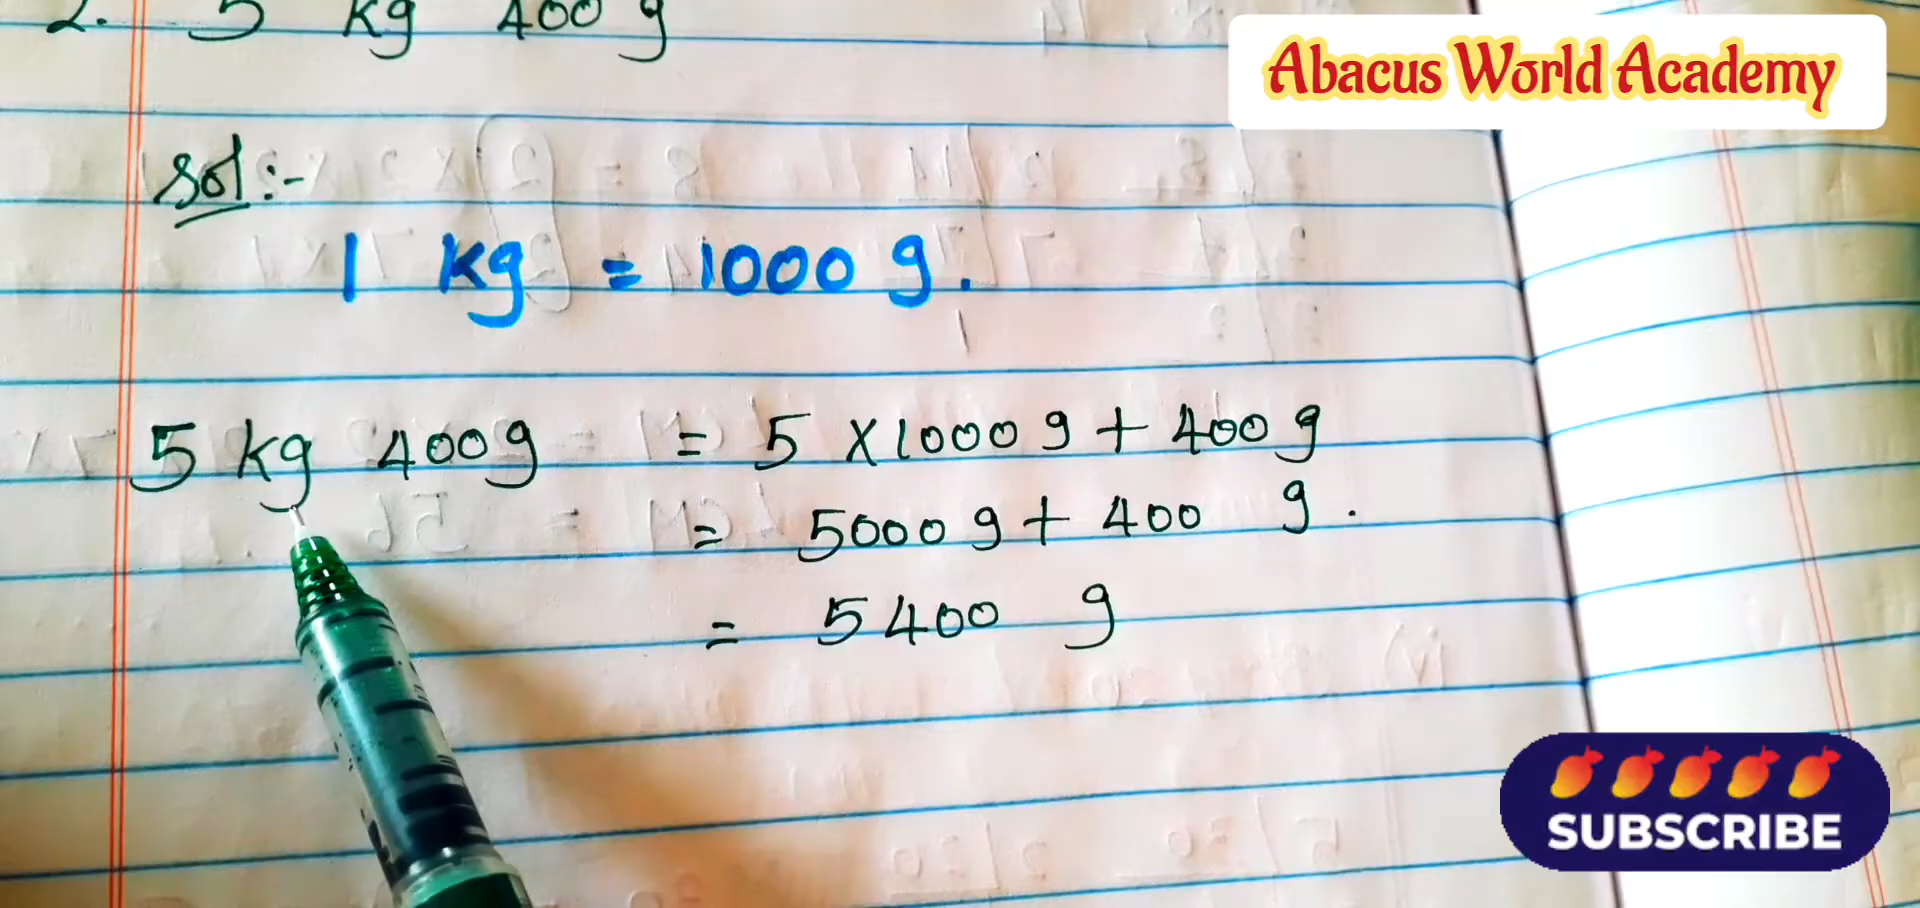 2. 5 kg 400 g
Abacus World Academy
Sol:-
1 kg = 1000 g.
5 kg 400g = 5 X 1000 g + 400 g
= 5000 g + 400 g.
= 5400 g
SUBSCRIBE